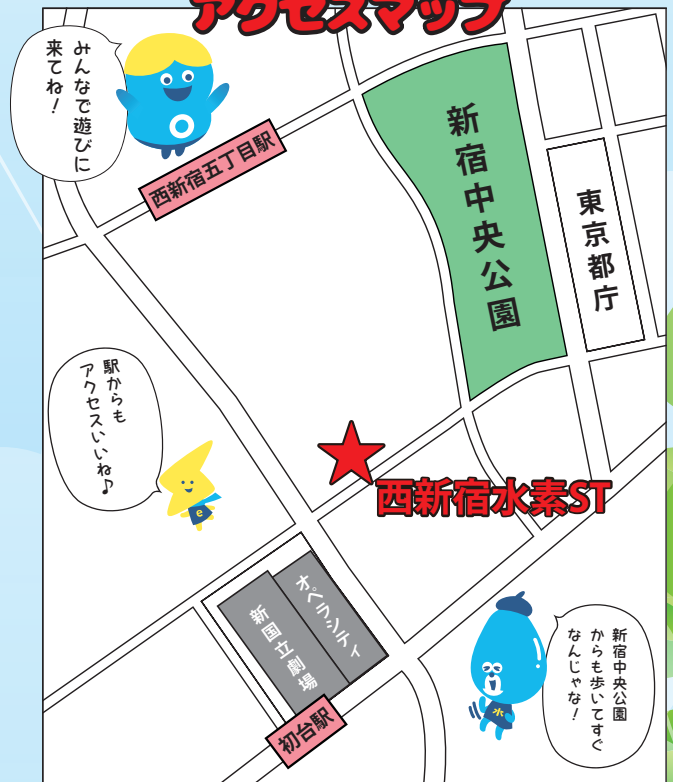 アクセスマップ
みんなで遊びに
来てね！
西新宿五丁目駅
新宿中央公園
東京都庁
駅からも
アクセスいいね♪
e
西新宿水素ST
オペラシティ
新国立劇場
初台駅
新宿中央公園
からも歩いてすぐ
なんじゃな！
水